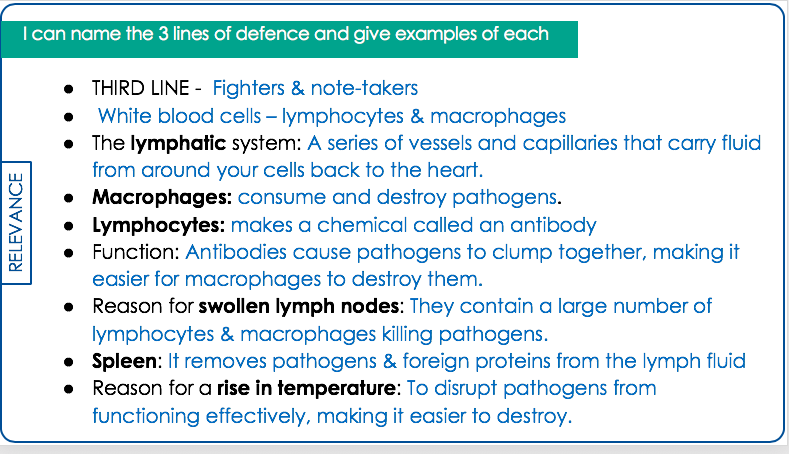 I can name the 3 lines of defence and give examples of each
● THIRD LINE - Fighters & note-takers
● White blood cells – lymphocytes & macrophages
● The lymphatic system: A series of vessels and capillaries that carry fluid
from around your cells back to the heart.
● Macrophages: consume and destroy pathogens.
● Lymphocytes: makes a chemical called an antibody
● Function: Antibodies cause pathogens to clump together, making it
easier for macrophages to destroy them.
● Reason for swollen lymph nodes: They contain a large number of
lymphocytes & macrophages killing pathogens.
● Spleen: It removes pathogens & foreign proteins from the lymph fluid
● Reason for a rise in temperature: To disrupt pathogens from
functioning effectively, making it easier to destroy.
RELEVANCE